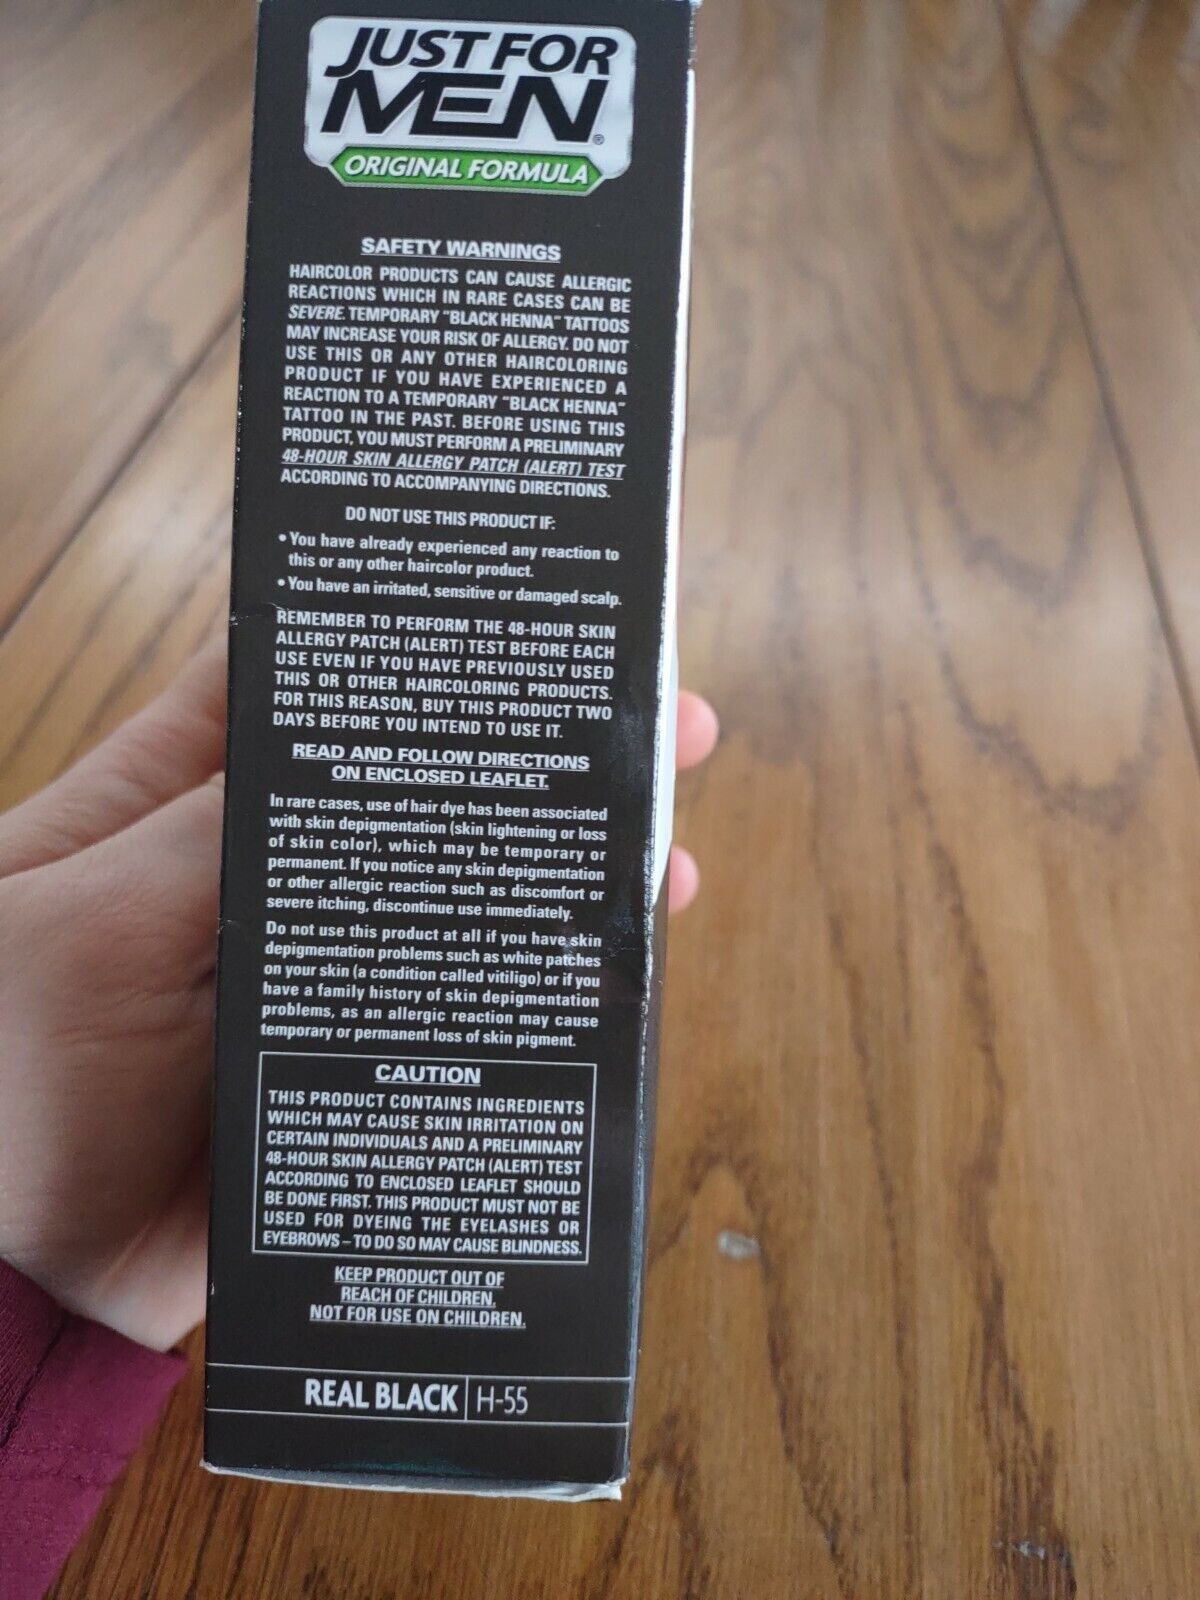 JUST FOR
MEN®
ORIGINAL FORMULA
SAFETY WARNINGS
HAIRCOLOR PRODUCTS CAN CAUSE ALLERGIC
REACTIONS WHICH IN RARE CASES CAN BE
SEVERE. TEMPORARY "BLACK HENNA" TATTOOS
MAY INCREASE YOUR RISK OF ALLERGY. DO NOT
USE THIS OR ANY OTHER HAIRCOLORING
PRODUCT IF YOU HAVE EXPERIENCED A
REACTION TO A TEMPORARY "BLACK HENNA"
TATTOO IN THE PAST. BEFORE USING THIS
PRODUCT, YOU MUST PERFORM A PRELIMINARY
48-HOUR SKIN ALLERGY PATCH (ALERT) TEST
ACCORDING TO ACCOMPANYING DIRECTIONS.
DO NOT USE THIS PRODUCT IF:
• You have already experienced any reaction to
this or any other haircolor product.
• You have an irritated, sensitive or damaged scalp.
REMEMBER TO PERFORM THE 48-HOUR SKIN
ALLERGY PATCH (ALERT) TEST BEFORE EACH
USE EVEN IF YOU HAVE PREVIOUSLY USED
THIS OR OTHER HAIRCOLORING PRODUCTS.
FOR THIS REASON, BUY THIS PRODUCT TWO
DAYS BEFORE YOU INTEND TO USE IT.
READ AND FOLLOW DIRECTIONS
ON ENCLOSED LEAFLET.
In rare cases, use of hair dye has been associated
with skin depigmentation (skin lightening or loss
of skin color), which may be temporary or
permanent. If you notice any skin depigmentation
or other allergic reaction such as discomfort or
severe itching, discontinue use immediately.
Do not use this product at all if you have skin
depigmentation problems such as white patches
on your skin (a condition called vitiligo) or if you
have a family history of skin depigmentation
problems, as an allergic reaction may cause
temporary or permanent loss of skin pigment.
CAUTION
THIS PRODUCT CONTAINS INGREDIENTS
WHICH MAY CAUSE SKIN IRRITATION ON
CERTAIN INDIVIDUALS AND A PRELIMINARY
48-HOUR SKIN ALLERGY PATCH (ALERT) TEST
ACCORDING TO ENCLOSED LEAFLET SHOULD
BE DONE FIRST. THIS PRODUCT MUST NOT BE
USED FOR DYEING THE EYELASHES OR
EYEBROWS – TO DO SO MAY CAUSE BLINDNESS.
KEEP PRODUCT OUT OF
REACH OF CHILDREN.
NOT FOR USE ON CHILDREN.
REAL BLACK | H-55